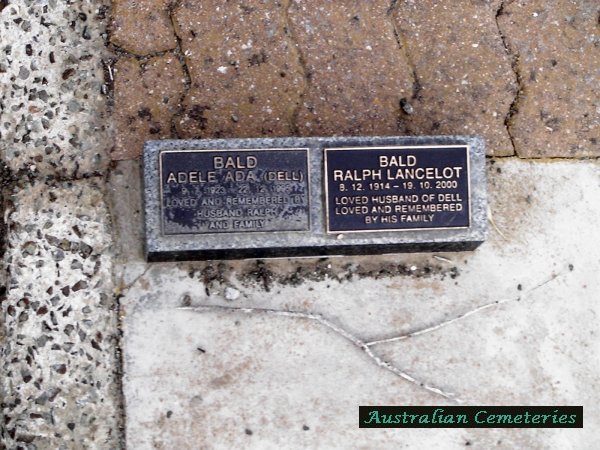 BALD
ADELE ADA (DELL)
LOVED AND REMEMBERED BY
HUSBAND RALPH
AND FAMILY
BALD
RALPH LANCELOT
8. 12. 1914 – 19. 10. 2000
LOVED HUSBAND OF DELL
LOVED AND REMEMBERED
BY HIS FAMILY
Australian Cemeteries